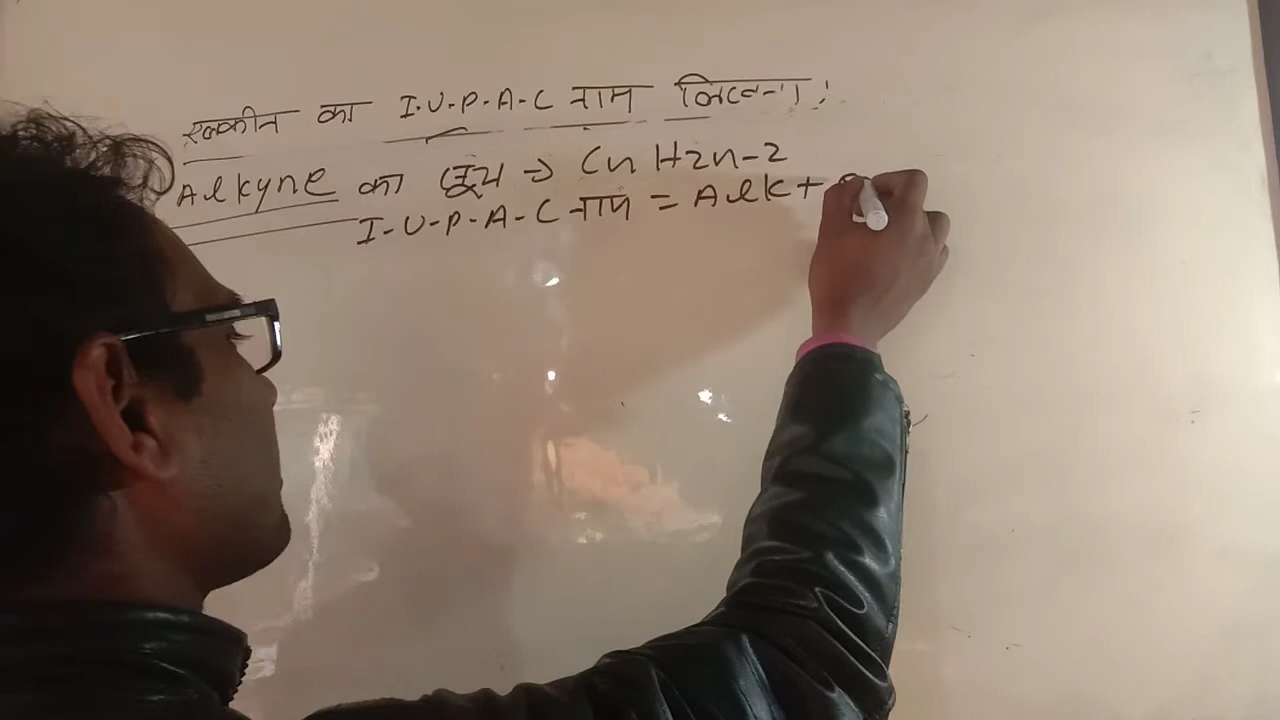 एल्कीन का I.U.P.A.C नाम लिखना :
Alkyne का सूत्र → CnH2n-2
I-U-P-A-C नाम = Alk+